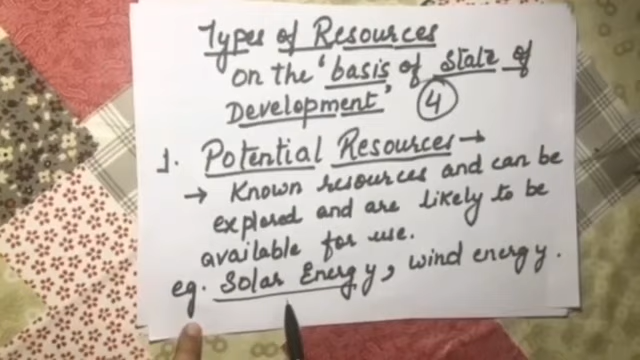 Types of Resources
on the 'basis of State of
Development' 4
1. Potential Resources →
→ Known resources and can be
explored and are likely to be
available for use.
eg. Solar Energy, wind energy.